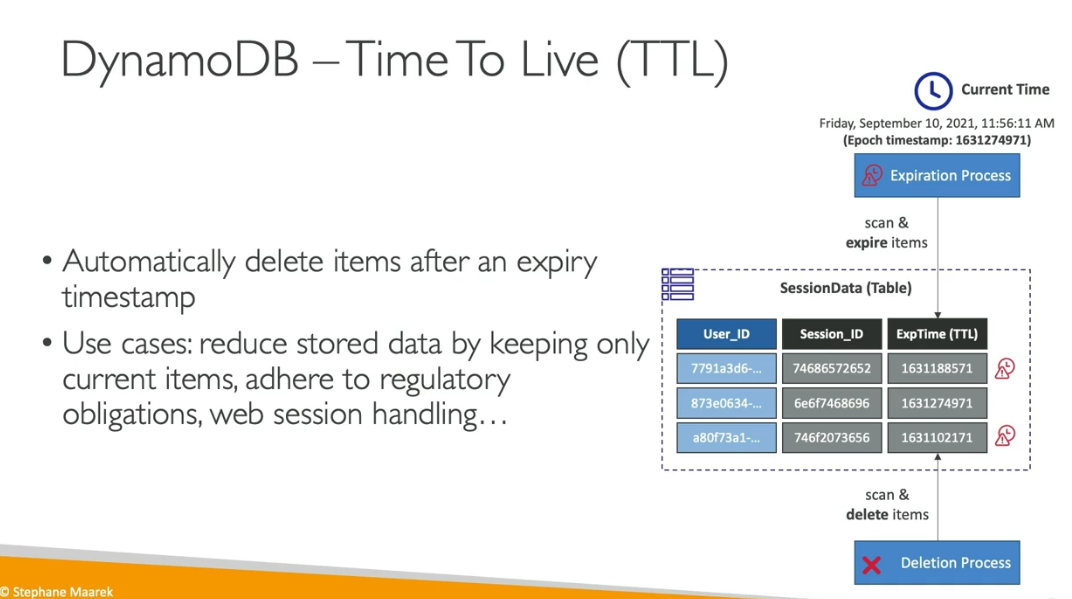 DynamoDB – Time To Live (TTL)
Current Time
Friday, September 10, 2021, 11:56:11 AM
(Epoch timestamp: 1631274971)
Expiration Process
scan &
expire items
• Automatically delete items after an expiry
timestamp
• Use cases: reduce stored data by keeping only
current items, adhere to regulatory
obligations, web session handling…
SessionData (Table)
User_ID Session_ID ExpTime (TTL)
7791a3d6-... 74686572652 1631188571
873e0634-... 6e6f7468696 1631274971
a80f73a1-... 746f2073656 1631102171
scan &
delete items
Deletion Process
© Stephane Maarek